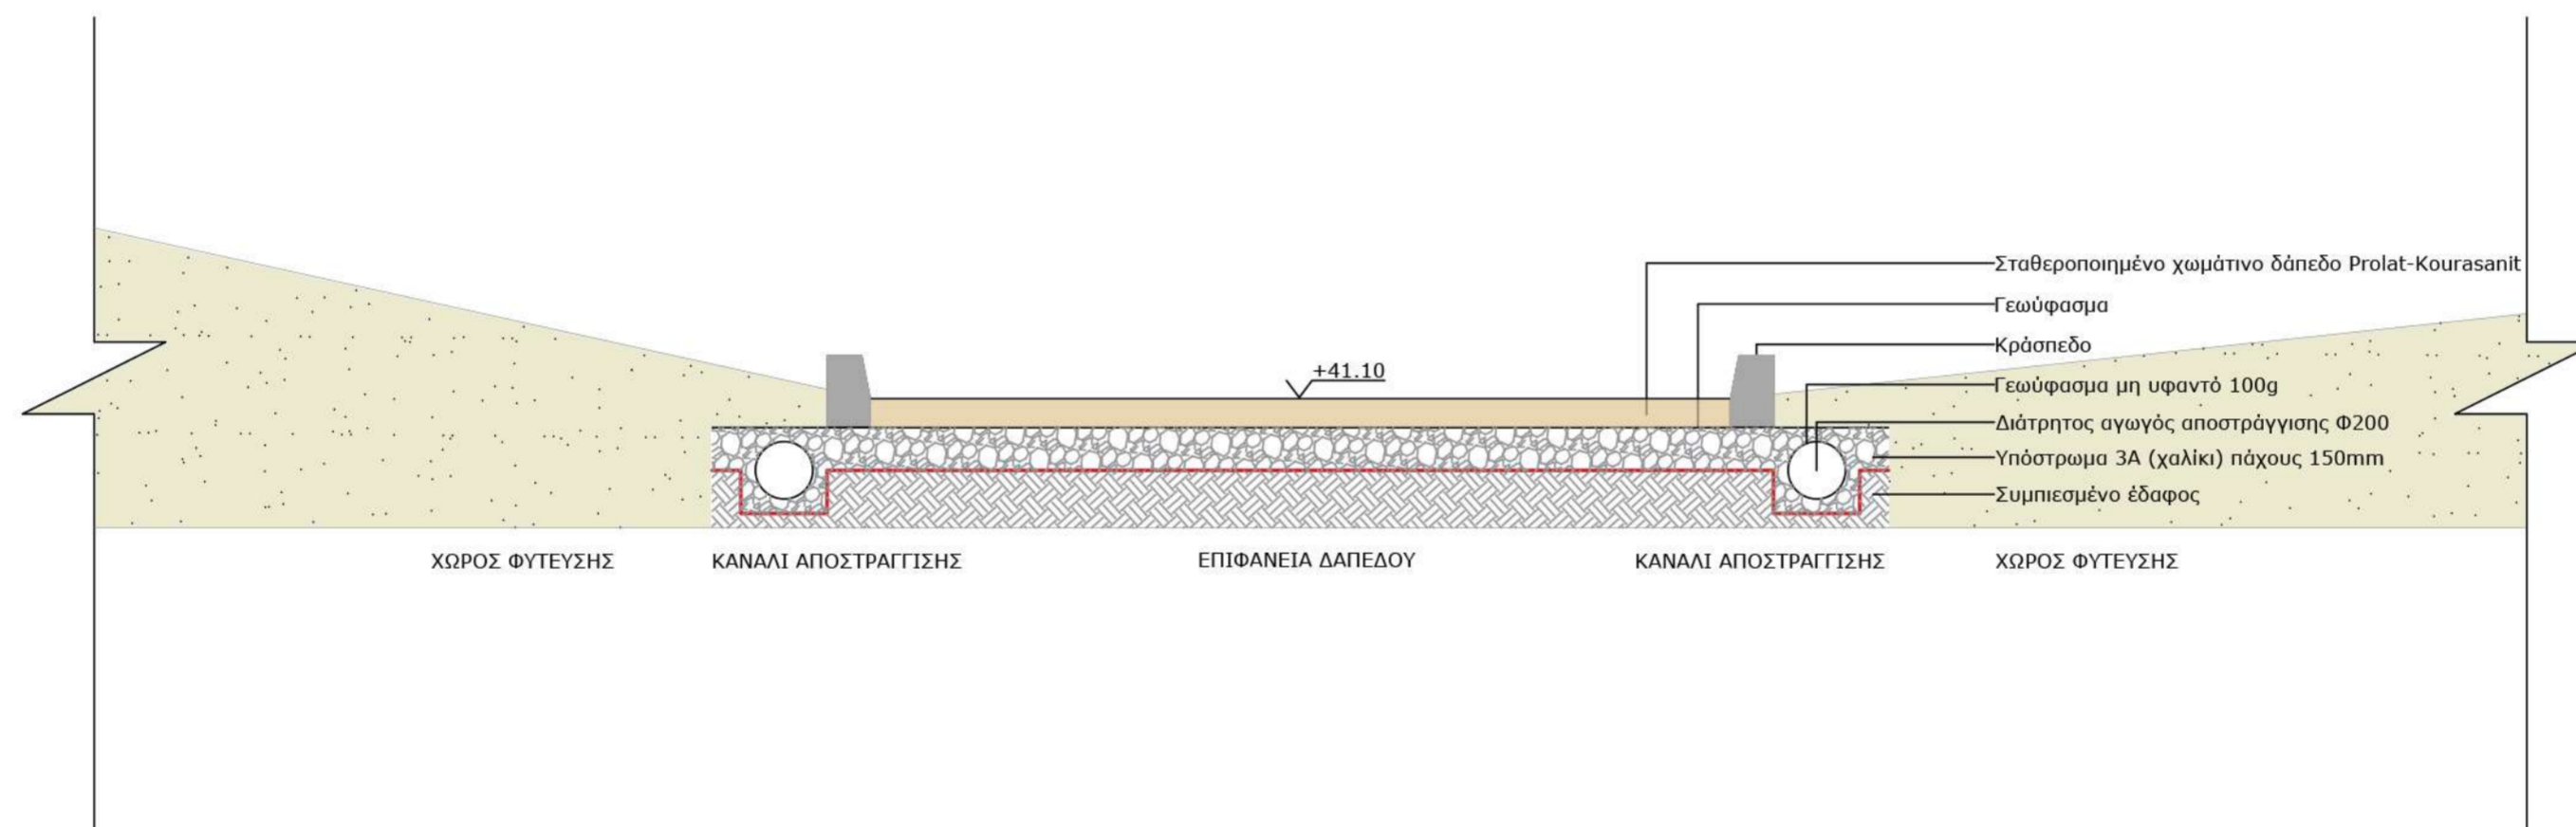 Σταθεροποιημένο χωμάτινο δάπεδο Prolat-Kourasanit
Γεωύφασμα
Κράσπεδο
+41.10
Γεωύφασμα μη υφαντό 100g
Διάτρητος αγωγός αποστράγγισης Φ200
Υπόστρωμα 3Α (χαλίκι) πάχους 150mm
Συμπιεσμένο έδαφος
ΧΩΡΟΣ ΦΥΤΕΥΣΗΣ ΚΑΝΑΛΙ ΑΠΟΣΤΡΑΓΓΙΣΗΣ ΕΠΙΦΑΝΕΙΑ ΔΑΠΕΔΟΥ ΚΑΝΑΛΙ ΑΠΟΣΤΡΑΓΓΙΣΗΣ ΧΩΡΟΣ ΦΥΤΕΥΣΗΣ